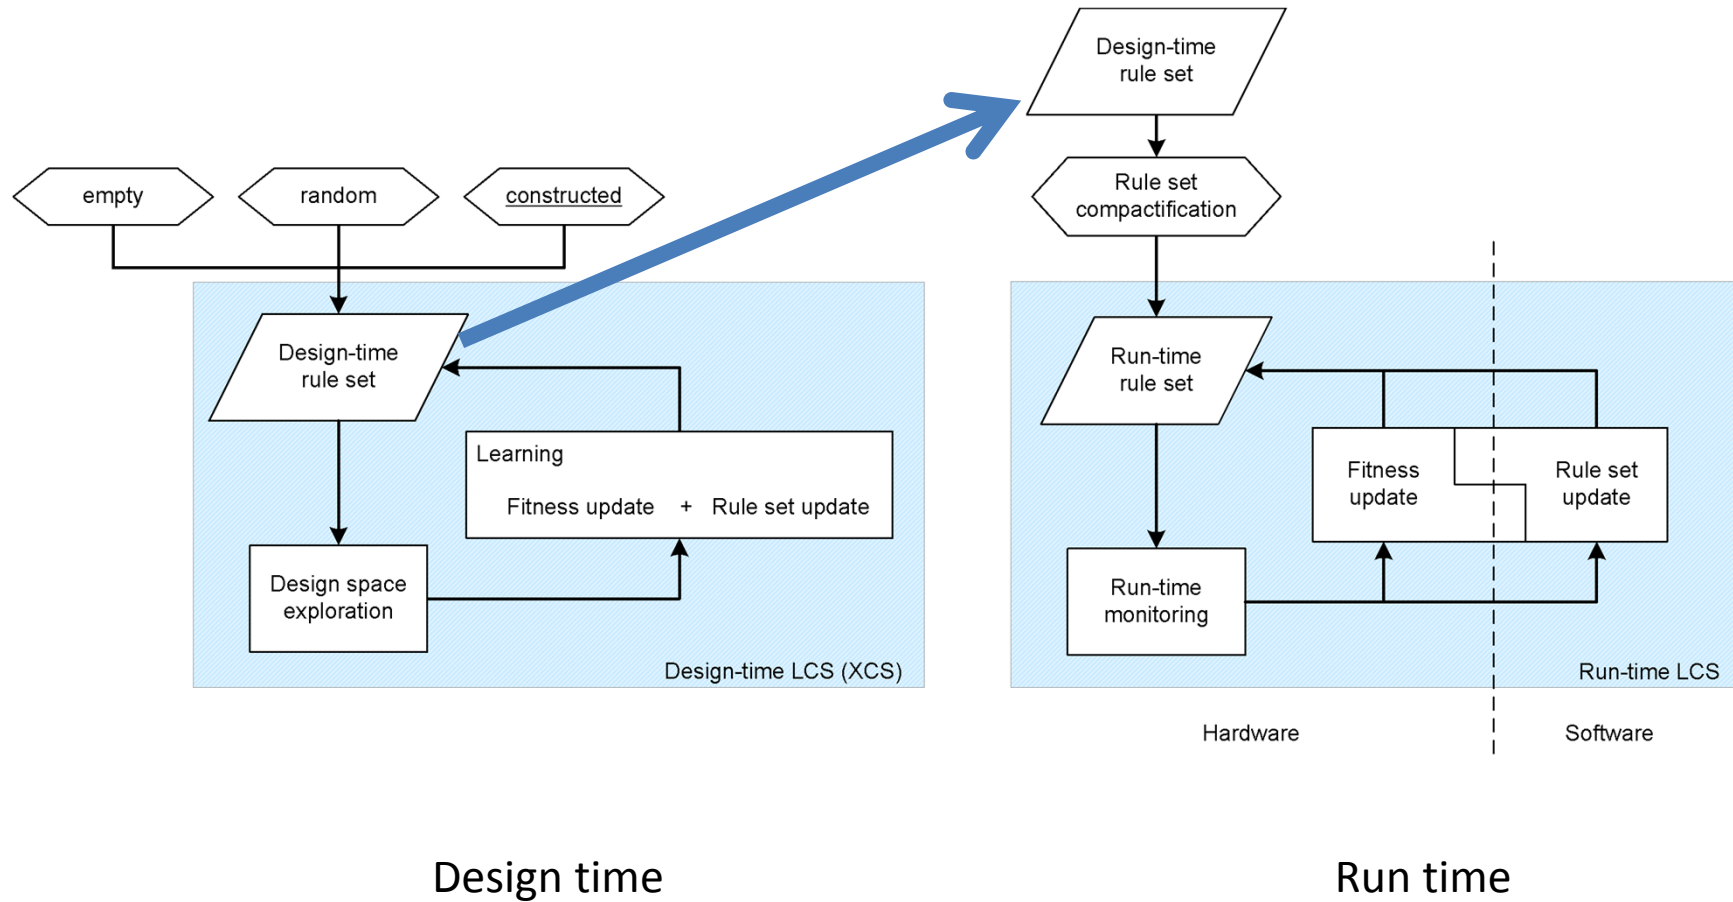 empty
random
constructed
Design-time
rule set
Learning
Fitness update + Rule set update
Design space
exploration
Design-time LCS (XCS)
Design time
Design-time
rule set
Rule set
compactification
Run-time
rule set
Fitness
update
Rule set
update
Run-time
monitoring
Run-time LCS
Hardware
Software
Run time